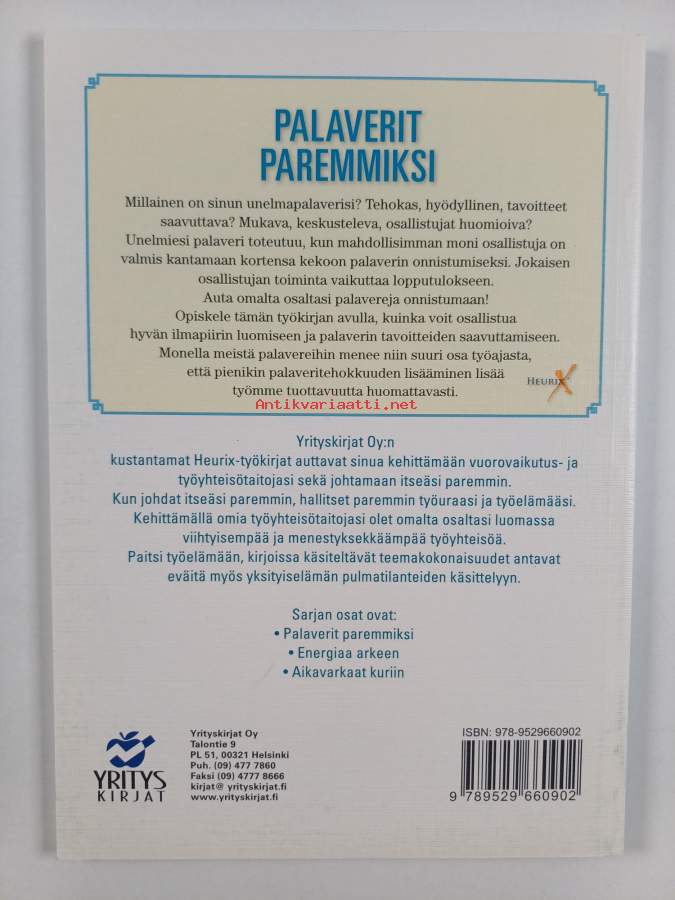 PALAVERIT
PAREMMIKSI
Millainen on sinun unelmapalaverisi? Tehokas, hyödyllinen, tavoitteet
saavuttava? Mukava, keskusteleva, osallistujat huomioiva?
Unelmiesi palaveri toteutuu, kun mahdollisimman moni osallistuja on
valmis kantamaan kortensa kekoon palaverin onnistumiseksi. Jokaisen
osallistujan toiminta vaikuttaa lopputulokseen.
Auta omalta osaltasi palavereja onnistumaan!
Opiskele tämän työkirjan avulla, kuinka voit osallistua
hyvän ilmapiirin luomiseen ja palaverin tavoitteiden saavuttamiseen.
Monella meistä palavereihin menee niin suuri osa työajasta,
että pienikin palaveritehokkuuden lisääminen lisää
työmme tuottavuutta huomattavasti.
HEURIX
Antikvariaatti.net
Yrityskirjat Oy:n
kustantamat Heurix-työkirjat auttavat sinua kehittämään vuorovaikutus- ja
työyhteisötaitojasi sekä johtamaan itseäsi paremmin.
Kun johdat itseäsi paremmin, hallitset paremmin työuraasi ja työelämääsi.
Kehittämällä omia työyhteisötaitojasi olet omalta osaltasi luomassa
viihtyisempää ja menestyksekkäämpää työyhteisöä.
Paitsi työelämään, kirjoissa käsiteltävät teemakokonaisuudet antavat
eväitä myös yksityiselämän pulmatilanteiden käsittelyyn.
Sarjan osat ovat:
• Palaverit paremmiksi
• Energiaa arkeen
• Aikavarkaat kuriin
YRITYS
KIRJAT
Yrityskirjat Oy
Talontie 9
PL 51, 00321 Helsinki
Puh. (09) 477 7860
Faksi (09) 4777 8666
kirjat@ yrityskirjat.fi
www.yrityskirjat.fi
ISBN: 978-9529660902
9 789529 660902